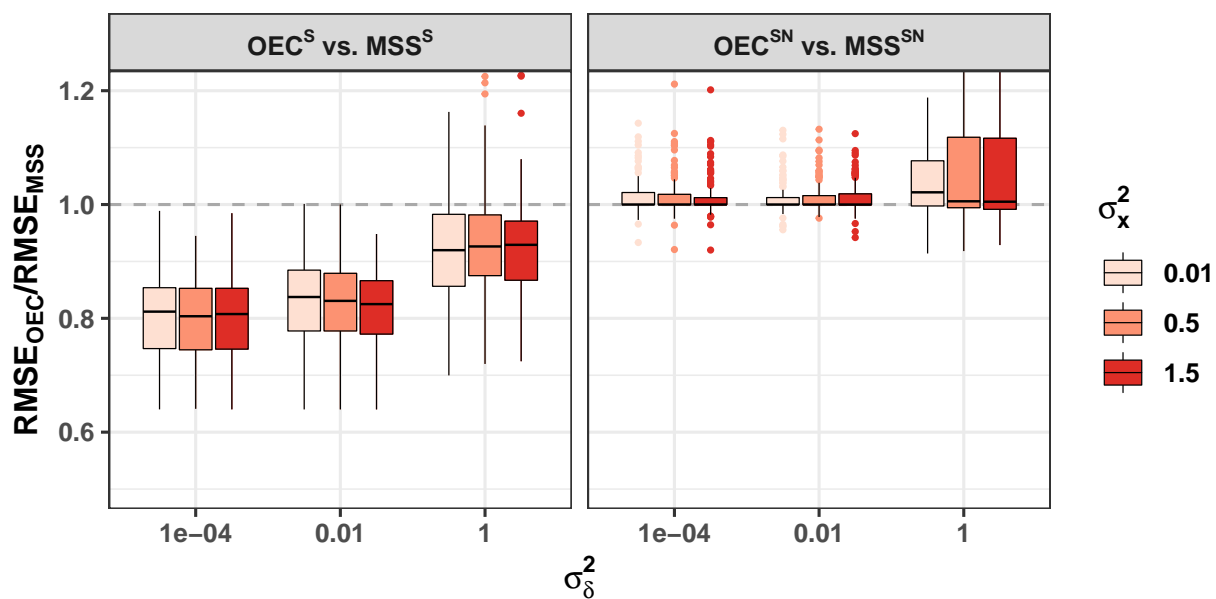 OEC^S vs. MSS^S
OEC^SN vs. MSS^SN
RMSE_OEC/RMSE_MSS
1.2
1.0
0.8
0.6
1e−04
0.01
1
1e−04
0.01
1
σ_δ^2
σ_x^2
0.01
0.5
1.5